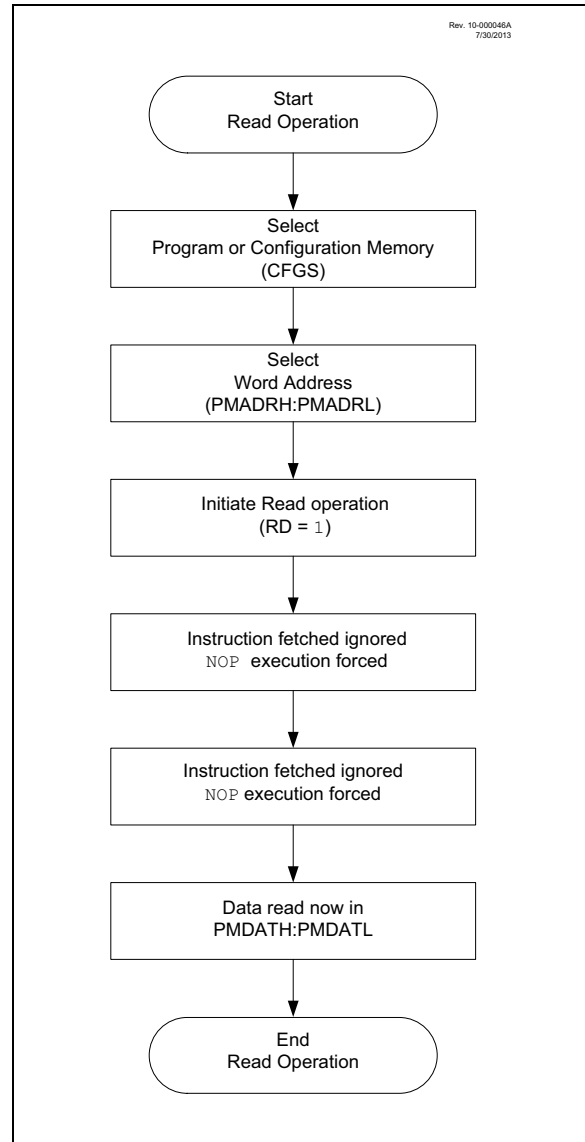 Rev. 10-000046A
7/30/2013
Start
Read Operation
Select
Program or Configuration Memory
(CFGS)
Select
Word Address
(PMADRH:PMADRL)
Initiate Read operation
(RD = 1)
Instruction fetched ignored
NOP execution forced
Instruction fetched ignored
NOP execution forced
Data read now in
PMDATH:PMDATL
End
Read Operation